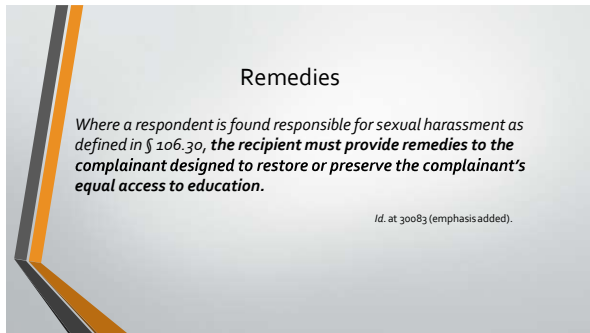 Remedies
Where a respondent is found responsible for sexual harassment as
defined in § 106.30, the recipient must provide remedies to the
complainant designed to restore or preserve the complainant's
equal access to education.
Id. at 30083 (emphasis added).